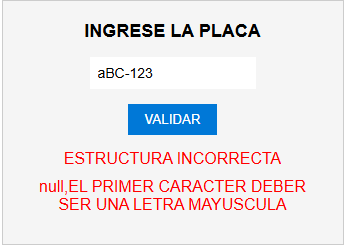 INGRESE LA PLACA
aBC-123
VALIDAR
ESTRUCTURA INCORRECTA
null,EL PRIMER CARACTER DEBER
SER UNA LETRA MAYUSCULA